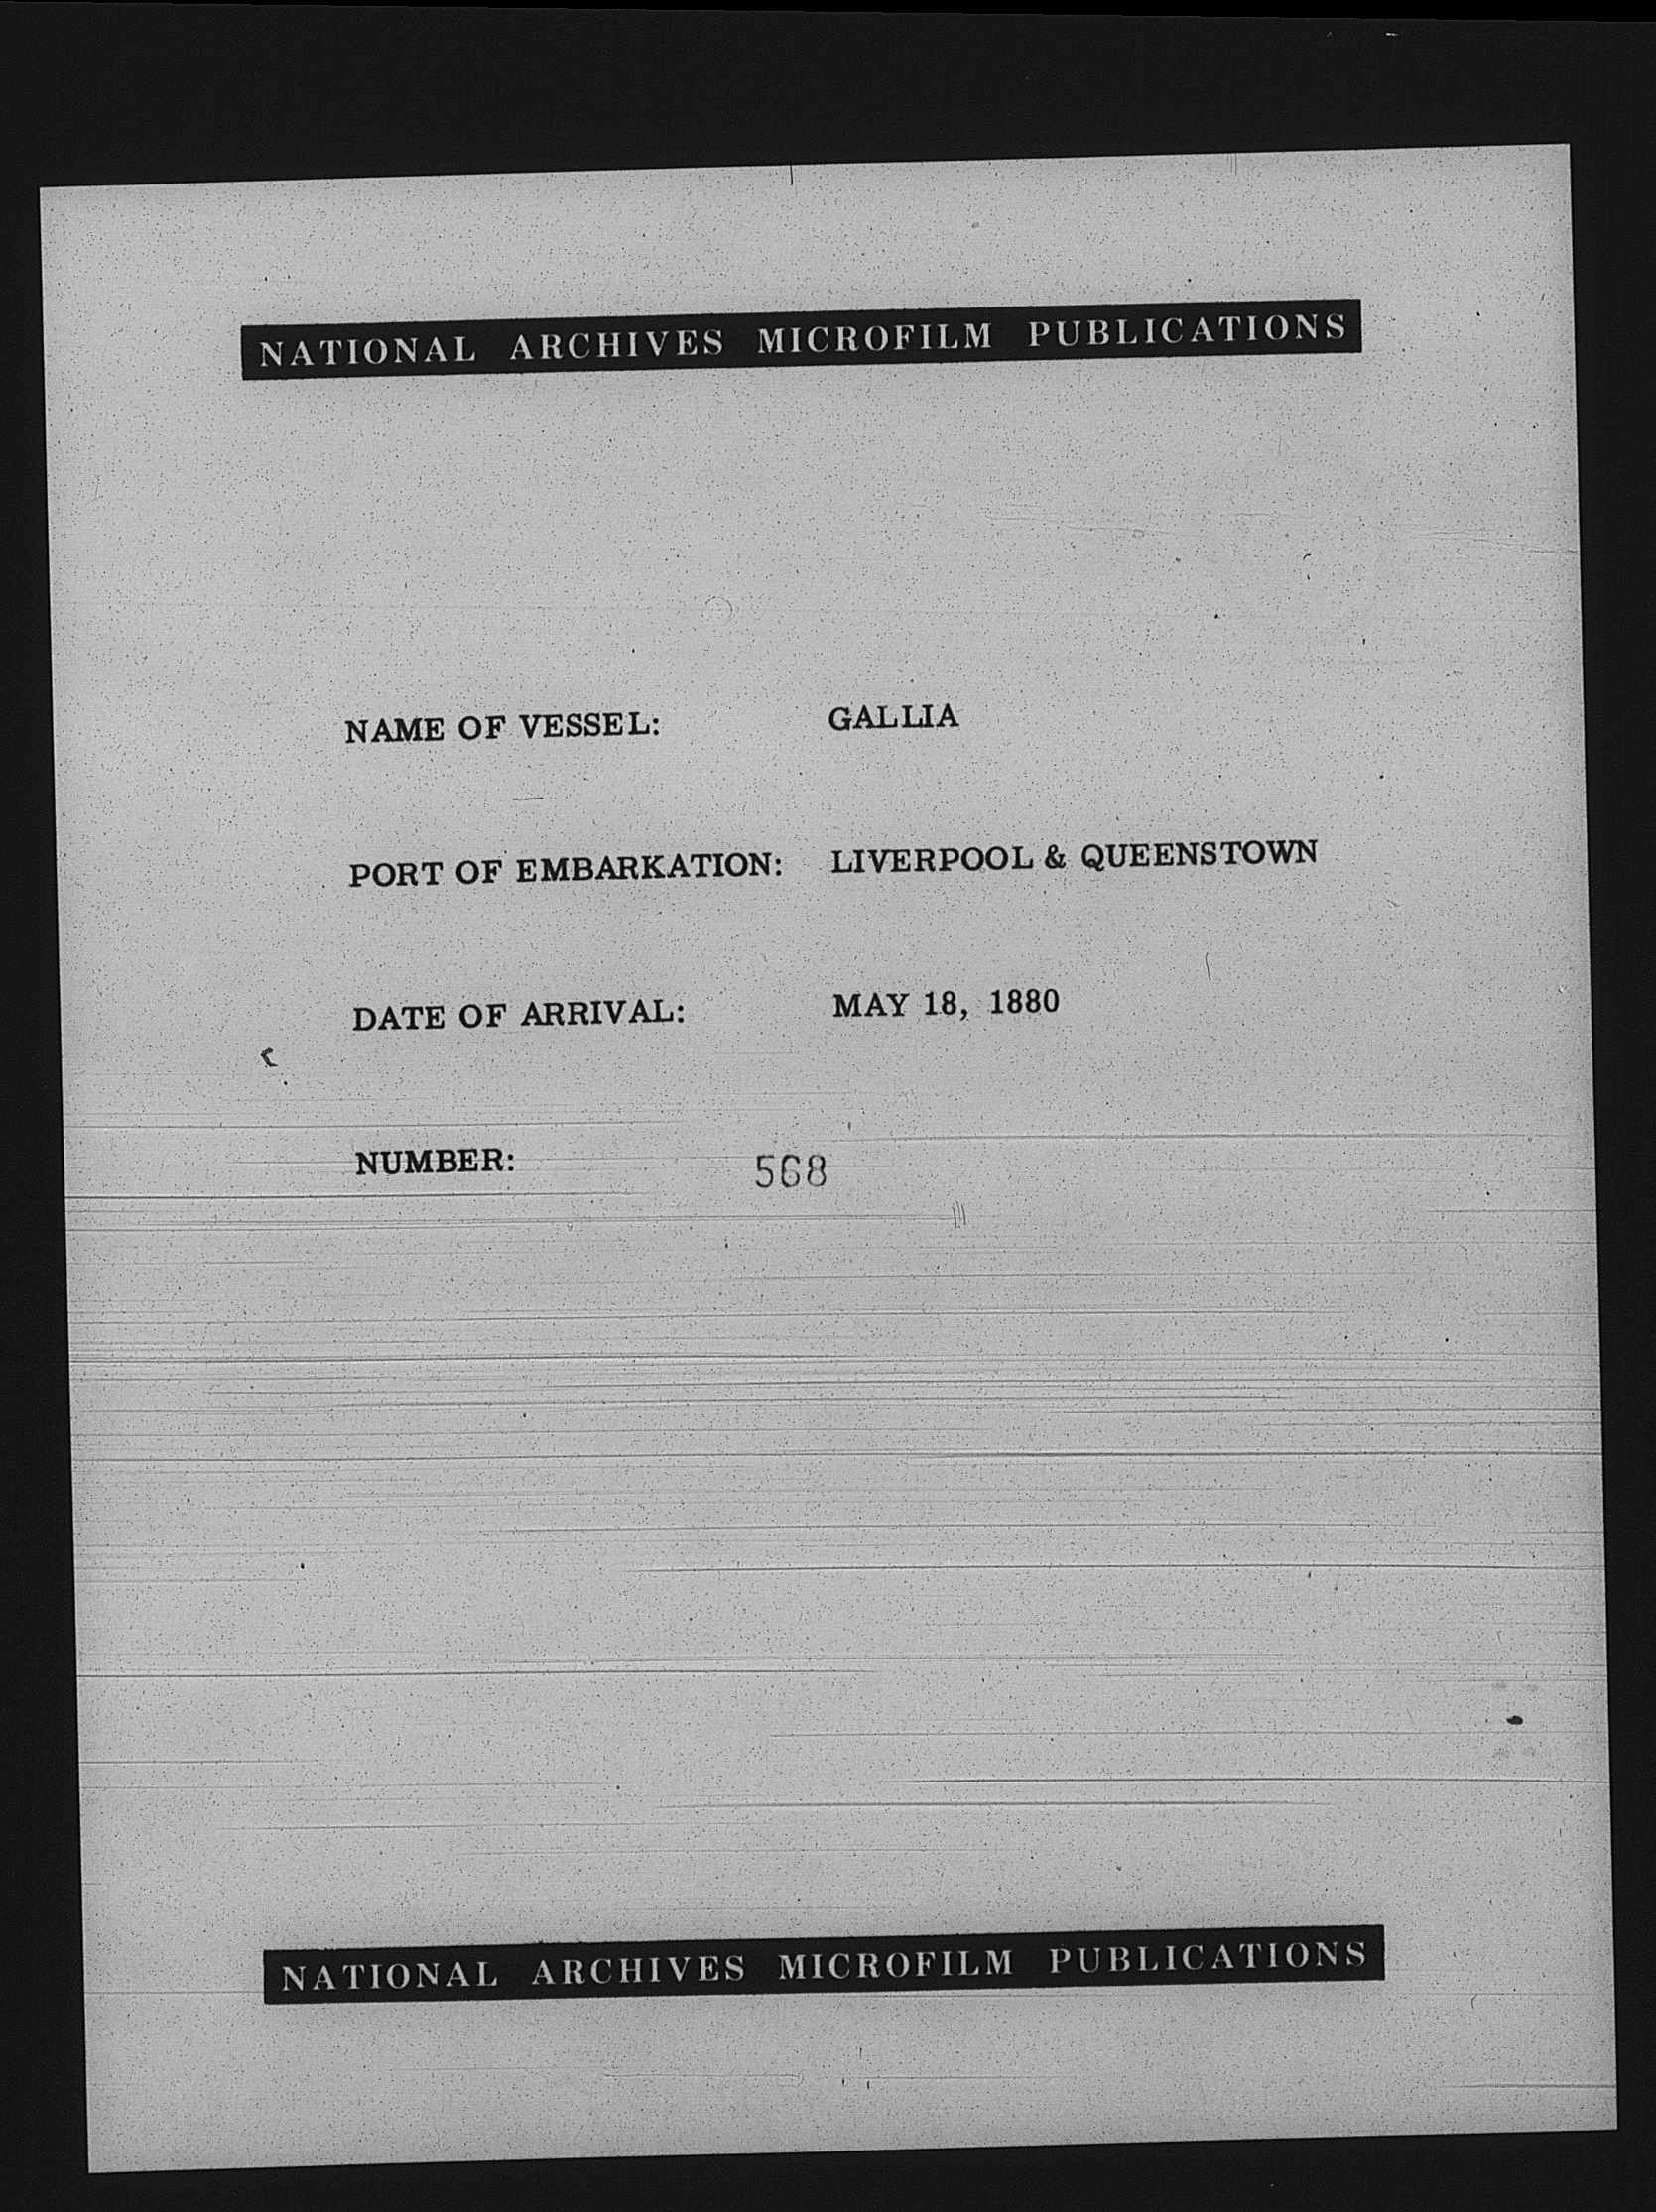 NATIONAL ARCHIVES MICROFILM PUBLICATIONS
NAME OF VESSEL: GALLIA
PORT OF EMBARKATION: LIVERPOOL & QUEENSTOWN
DATE OF ARRIVAL: MAY 18, 1880
NUMBER: 568
NATIONAL ARCHIVES MICROFILM PUBLICATIONS